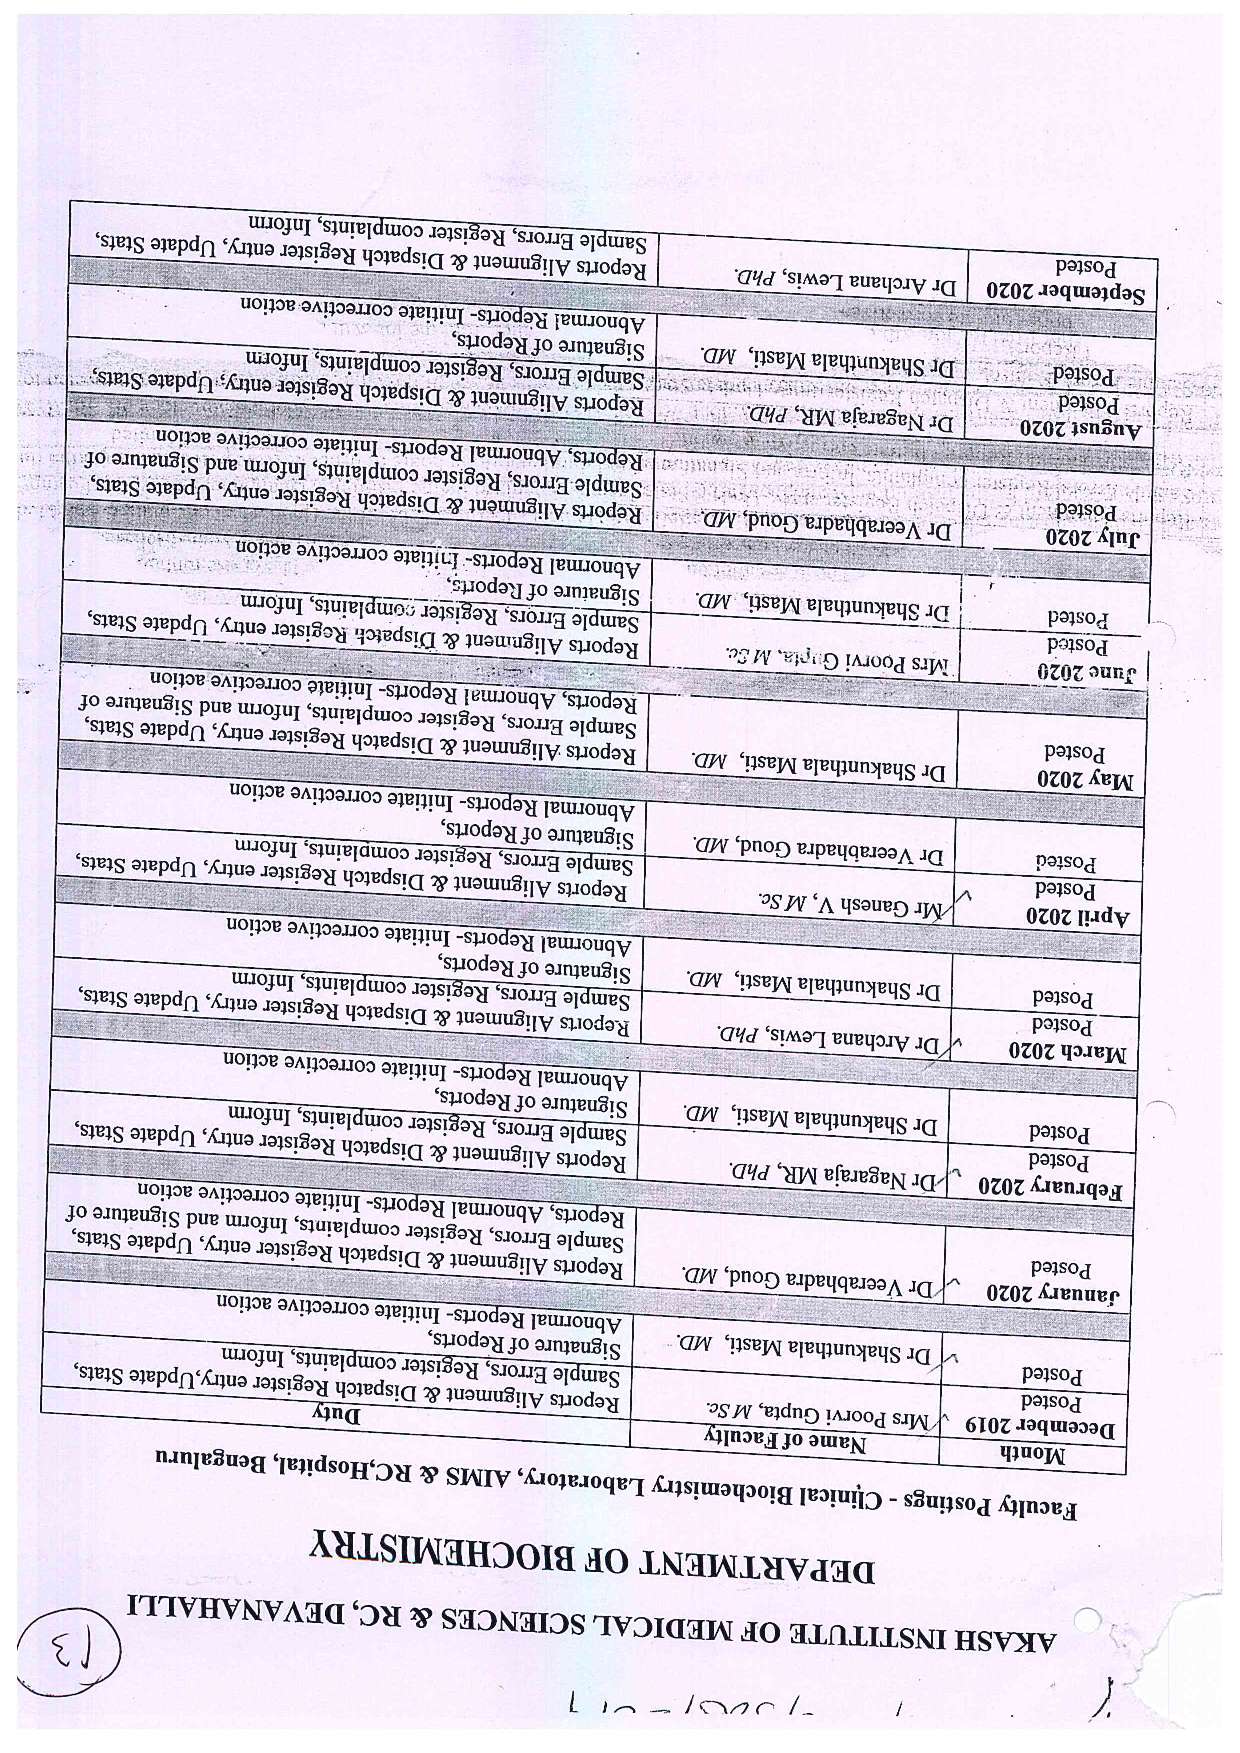 13
AKASH INSTITUTE OF MEDICAL SCIENCES & RC, DEVANAHALLI
DEPARTMENT OF BIOCHEMISTRY
Faculty Postings - Clinical Biochemistry Laboratory, AIMS & RC,Hospital, Bengaluru
Month Name of Faculty Duty
December 2019 Mrs Poorvi Gupta, M Sc. Reports Alignment & Dispatch Register entry,Update Stats,
Posted Sample Errors, Register complaints, Inform
Posted Dr Shakunthala Masti, MD. Signature of Reports,
Abnormal Reports- Initiate corrective action
January 2020 Dr Veerabhadra Goud, MD. Reports Alignment & Dispatch Register entry, Update Stats,
Posted Sample Errors, Register complaints, Inform and Signature of
Reports, Abnormal Reports- Initiate corrective action
February 2020 Dr Nagaraja MR, PhD. Reports Alignment & Dispatch Register entry, Update Stats,
Posted Sample Errors, Register complaints, Inform
Posted Dr Shakunthala Masti, MD. Signature of Reports,
Abnormal Reports- Initiate corrective action
March 2020 Dr Archana Lewis, PhD. Reports Alignment & Dispatch Register entry, Update Stats,
Posted Sample Errors, Register complaints, Inform
Posted Dr Shakunthala Masti, MD. Signature of Reports,
Abnormal Reports- Initiate corrective action
April 2020 Mr Ganesh V, M Sc. Reports Alignment & Dispatch Register entry, Update Stats,
Posted Sample Errors, Register complaints, Inform
Posted Dr Veerabhadra Goud, MD. Signature of Reports,
Abnormal Reports- Initiate corrective action
May 2020 Dr Shakunthala Masti, MD. Reports Alignment & Dispatch Register entry, Update Stats,
Posted Sample Errors, Register complaints, Inform and Signature of
Reports, Abnormal Reports- Initiate corrective action
June 2020 Mrs Poorvi Gupta, M Sc. Reports Alignment & Dispatch Register entry, Update Stats,
Posted Sample Errors, Register complaints, Inform
Posted Dr Shakunthala Masti, MD. Signature of Reports,
Abnormal Reports- Initiate corrective action
July 2020 Dr Veerabhadra Goud, MD. Reports Alignment & Dispatch Register entry, Update Stats,
Posted Sample Errors, Register complaints, Inform and Signature of
Reports, Abnormal Reports- Initiate corrective action
August 2020 Dr Nagaraja MR, PhD. Reports Alignment & Dispatch Register entry, Update Stats,
Posted Sample Errors, Register complaints, Inform
Posted Dr Shakunthala Masti, MD. Signature of Reports,
Abnormal Reports- Initiate corrective action
September 2020 Dr Archana Lewis, PhD. Reports Alignment & Dispatch Register entry, Update Stats,
Posted Sample Errors, Register complaints, Inform